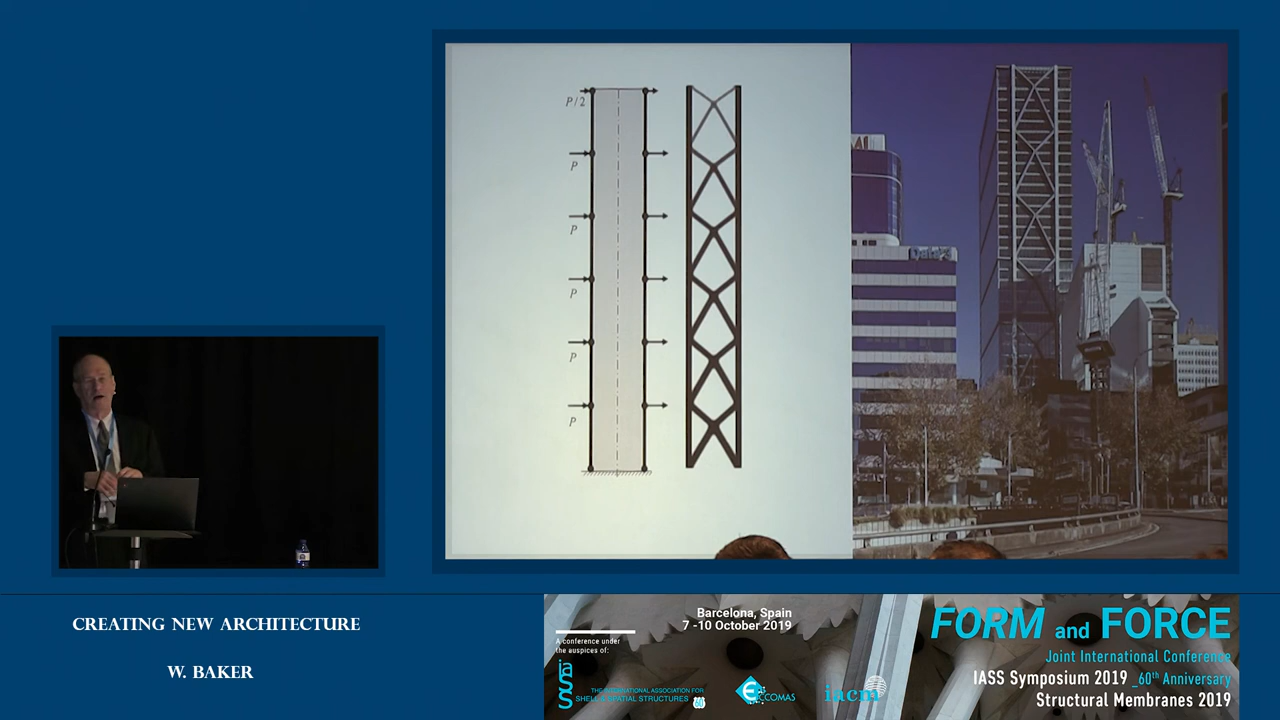 P/2
P
P
P
P
P
CREATING NEW ARCHITECTURE
W. BAKER
Barcelona, Spain
7 -10 October 2019
A conference under
the auspices of:
iass
THE INTERNATIONAL ASSOCIATION FOR
SHELL & SPATIAL STRUCTURES
ECCOMAS
iacm
FORM and FORCE
Joint International Conference
IASS Symposium 2019 _60th Anniversary
Structural Membranes 2019